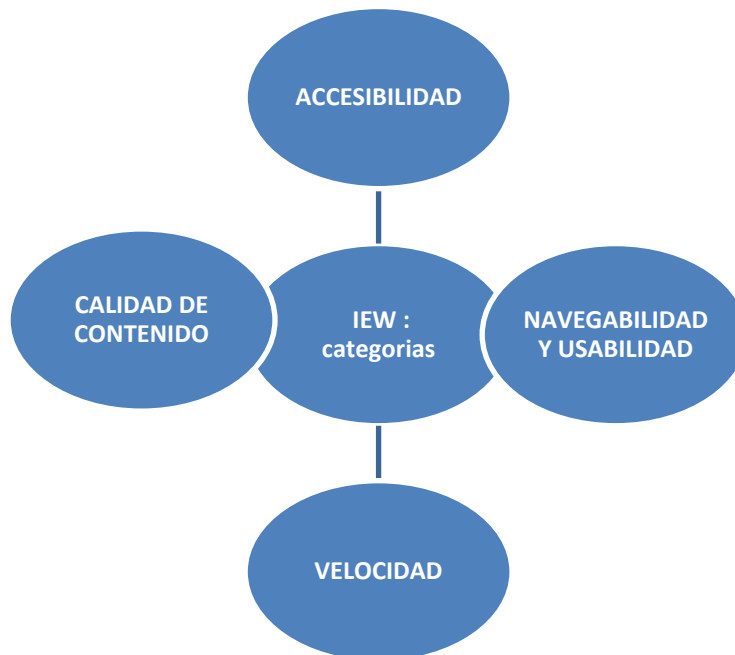 ACCESIBILIDAD
CALIDAD DE
CONTENIDO
IEW :
categorias
NAVEGABILIDAD
Y USABILIDAD
VELOCIDAD